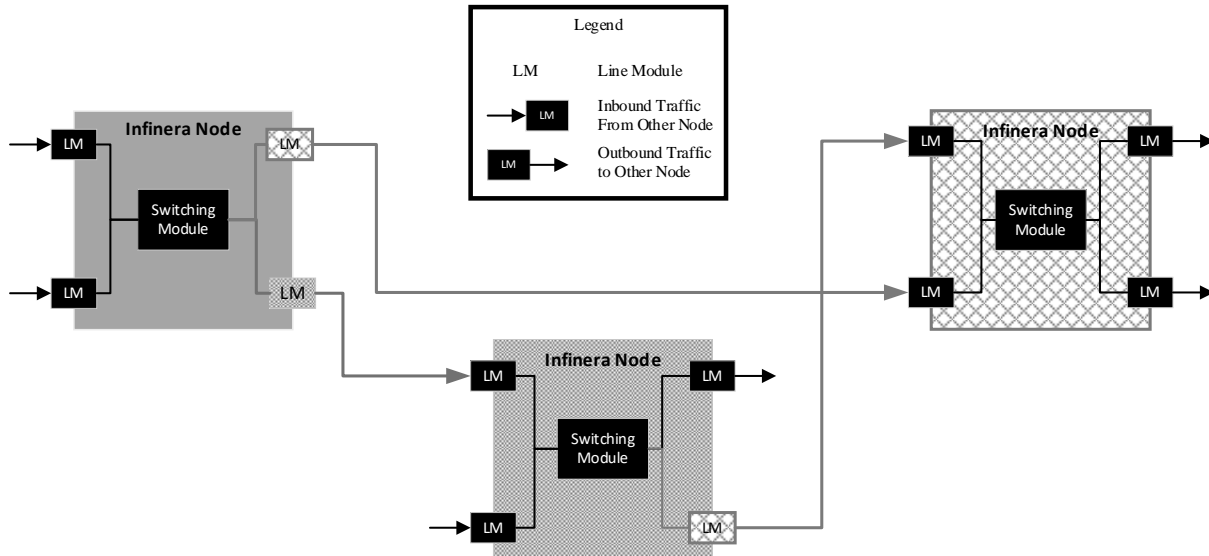 Legend
LM Line Module
LM Inbound Traffic
From Other Node
LM Outbound Traffic
to Other Node
Infinera Node
LM
LM
Switching
Module
LM
LM
Infinera Node
LM
LM
Switching
Module
LM
LM
Infinera Node
LM
LM
Switching
Module
LM
LM